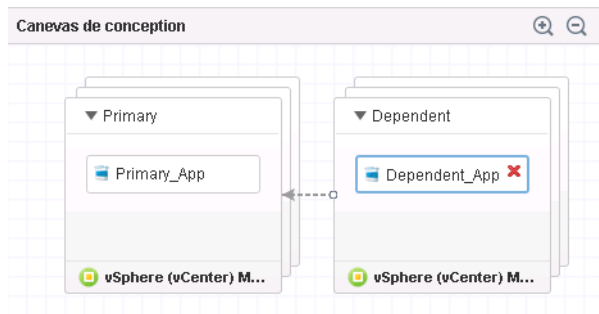 Canevas de conception
Primary
Dependent
Primary_App
Dependent_App
vSphere (vCenter) M...
vSphere (vCenter) M...